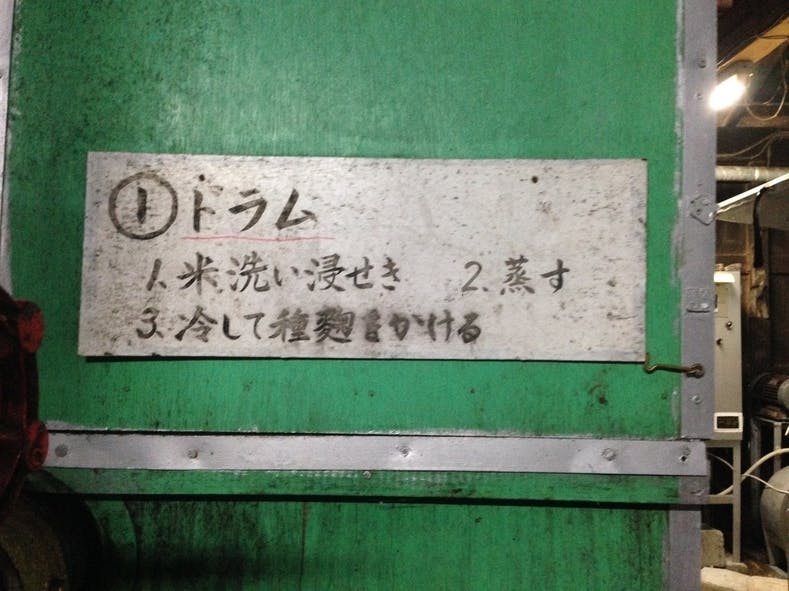 ① ドラム
1. 米洗い浸せき 2. 蒸す
3. 冷して種麹をかける